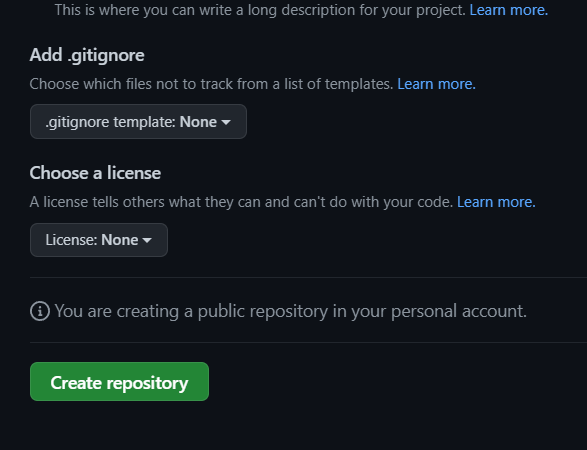 This is where you can write a long description for your project. Learn more.
Add .gitignore
Choose which files not to track from a list of templates. Learn more.
.gitignore template: None
Choose a license
A license tells others what they can and can't do with your code. Learn more.
License: None
You are creating a public repository in your personal account.
Create repository